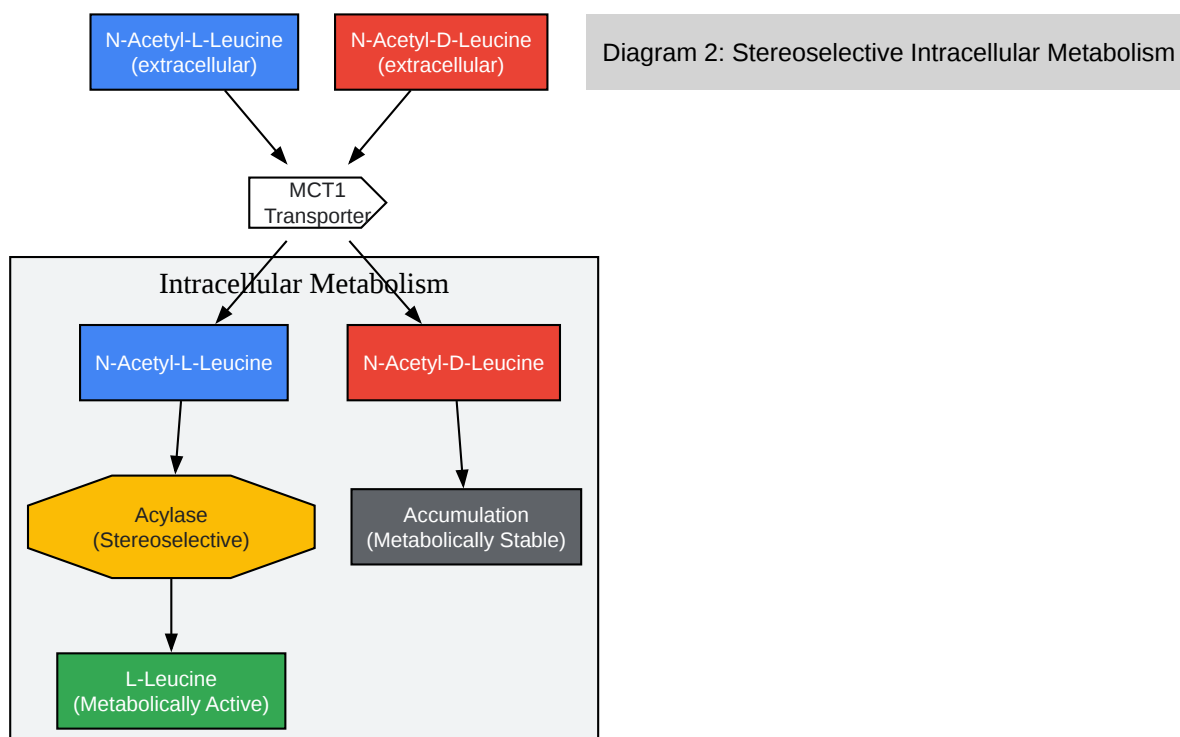 N-Acetyl-L-Leucine
(extracellular)
N-Acetyl-D-Leucine
(extracellular)
Diagram 2: Stereoselective Intracellular Metabolism
MCT1
Transporter
Intracellular Metabolism
N-Acetyl-L-Leucine
N-Acetyl-D-Leucine
Acylase
(Stereoselective)
Accumulation
(Metabolically Stable)
L-Leucine
(Metabolically Active)